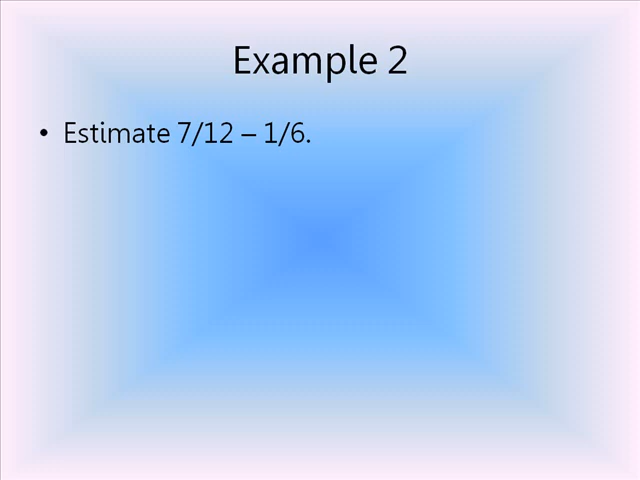 Example 2
• Estimate 7/12 – 1/6.